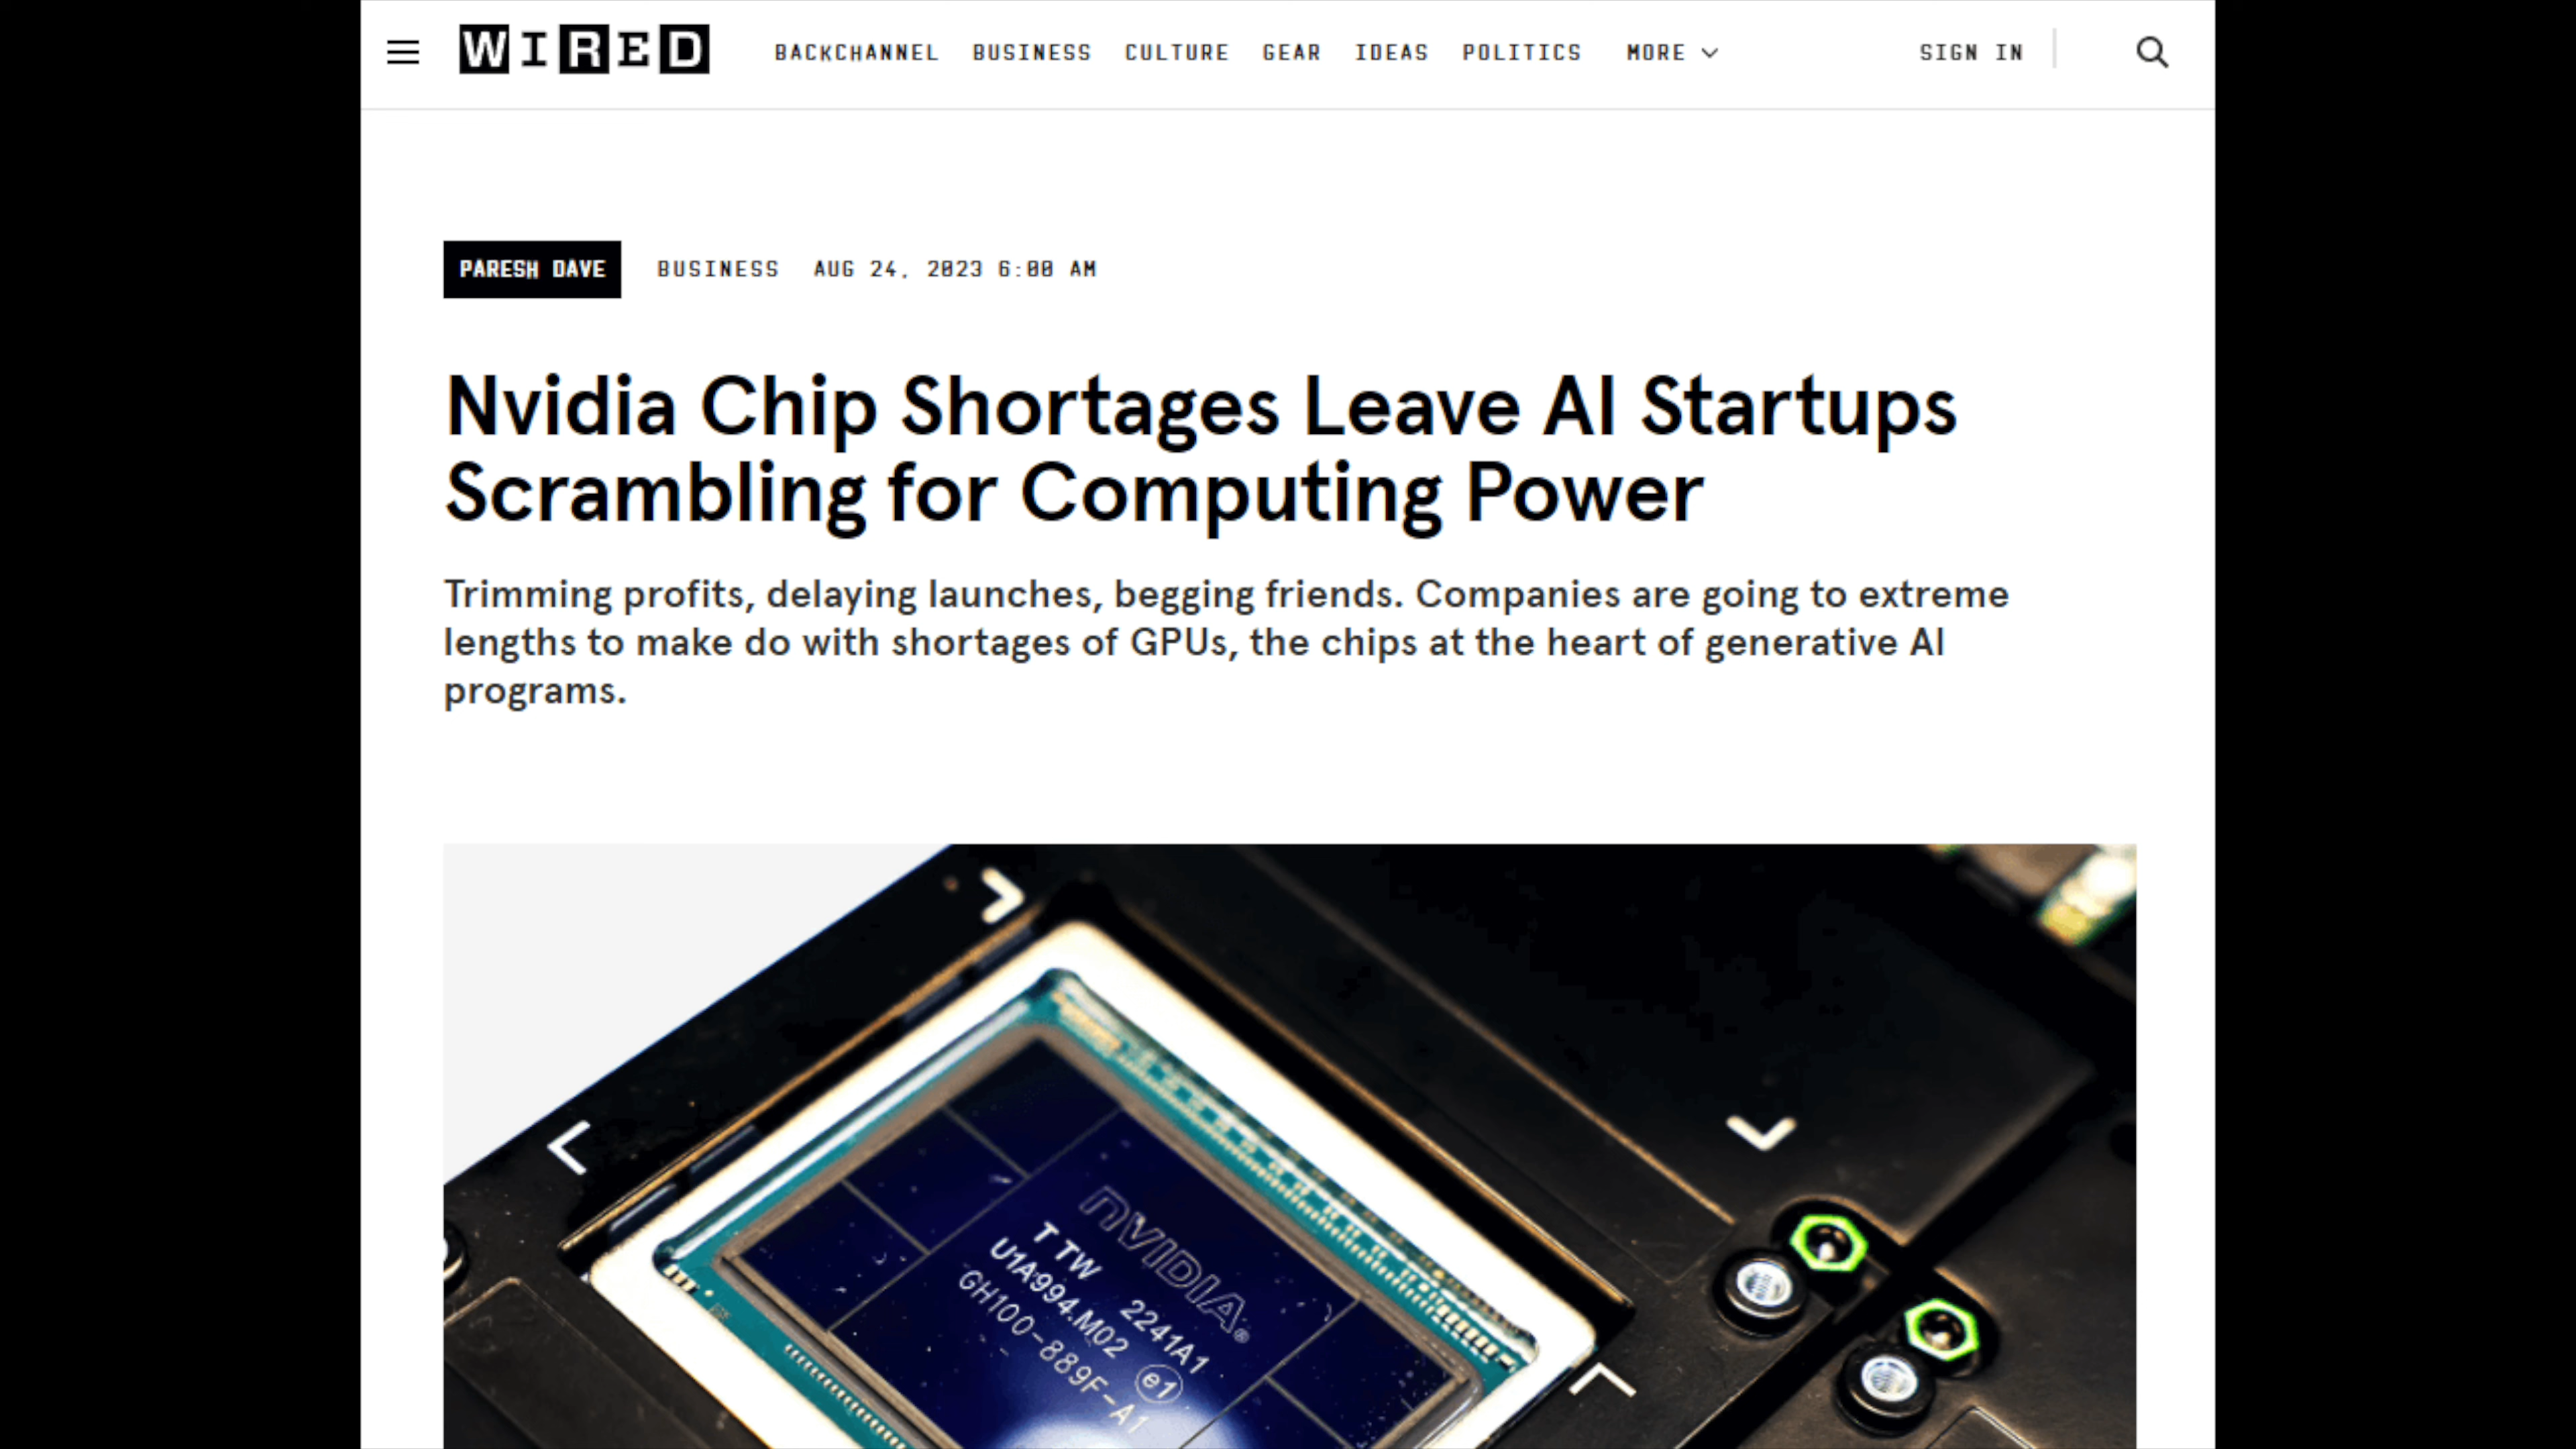 WIRED BACKCHANNEL BUSINESS CULTURE GEAR IDEAS POLITICS MORE SIGN IN
PARESH DAVE BUSINESS AUG 24, 2023 6:00 AM
Nvidia Chip Shortages Leave AI Startups
Scrambling for Computing Power
Trimming profits, delaying launches, begging friends. Companies are going to extreme
lengths to make do with shortages of GPUs, the chips at the heart of generative AI
programs.
NVIDIA®
T TW 2241A1
U1A994.M02 e1
GH100-889F-A1